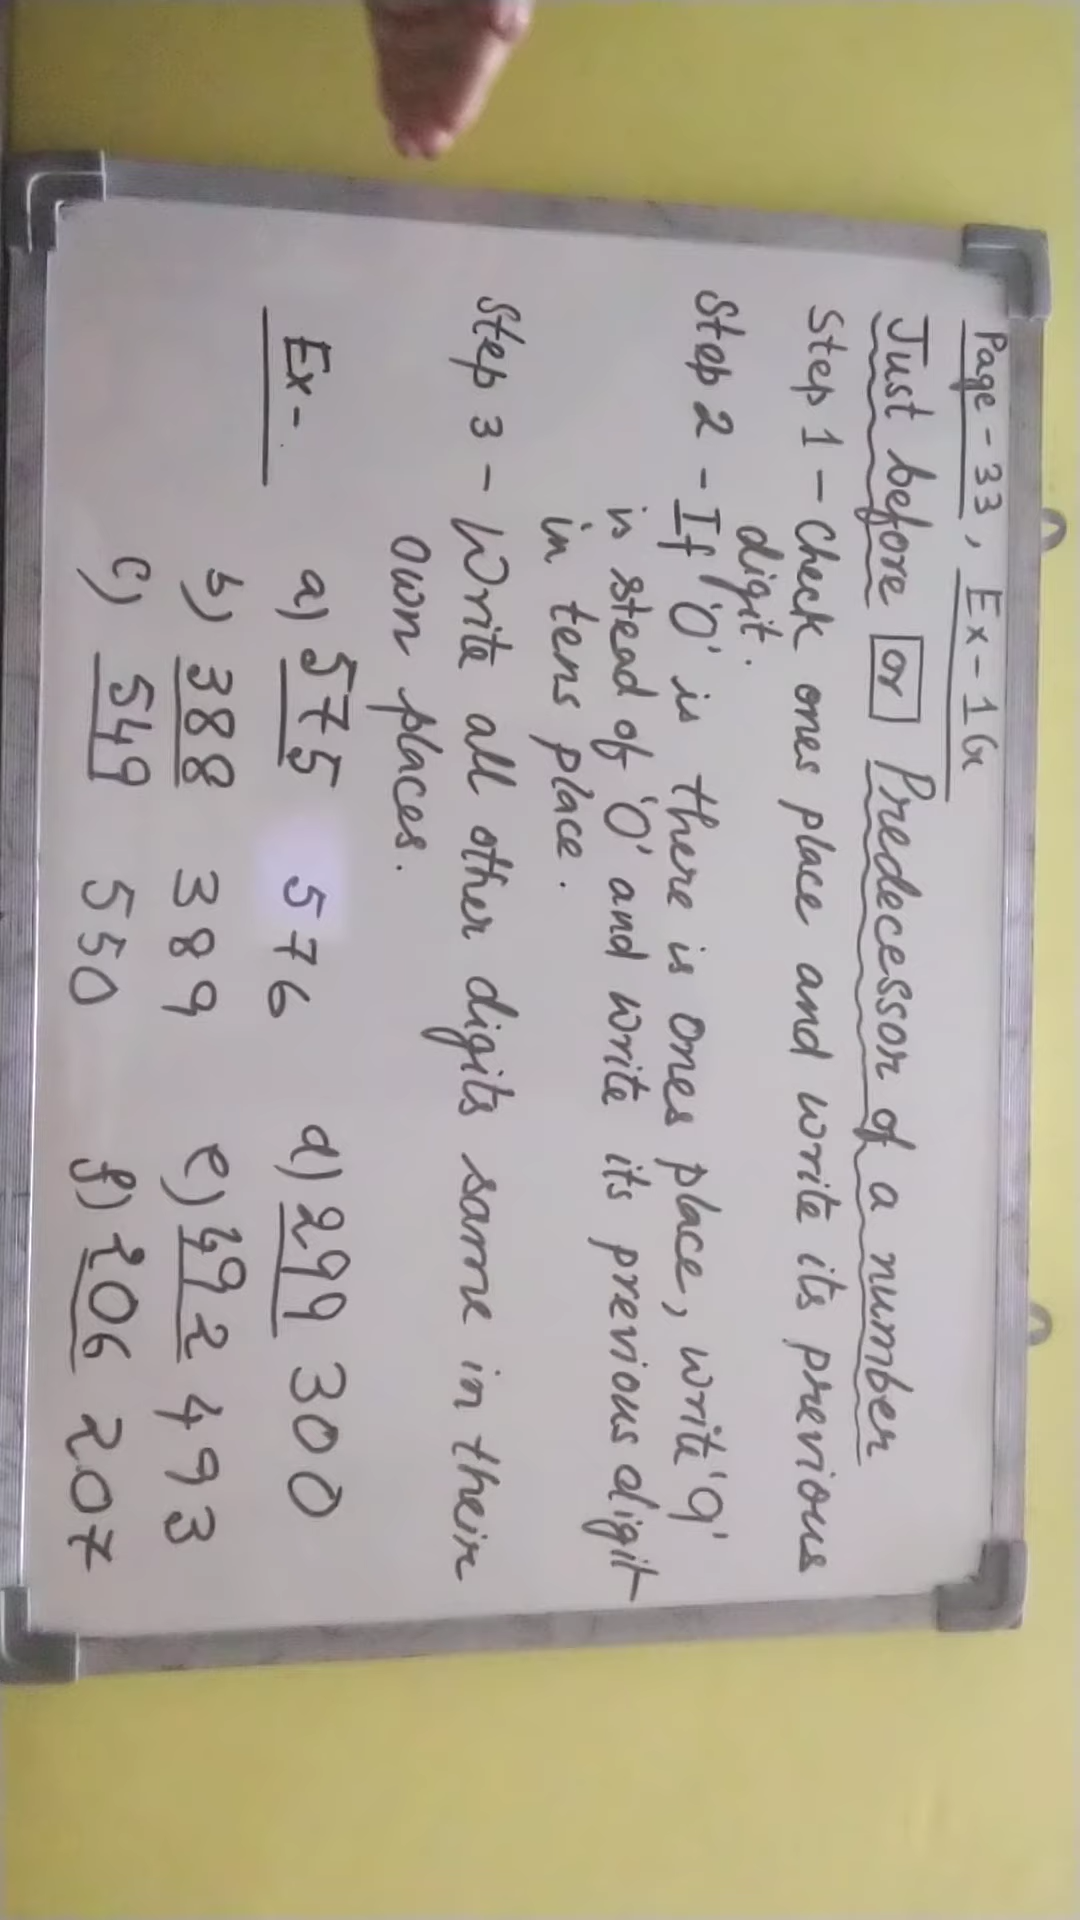 Page - 33, Ex - 1G
Just before or Predecessor of a number
Step 1 - Check ones place and write its previous
digit.
Step 2 - If '0' is there is ones place, write '9'
is stead of '0' and write its previous digit
in tens place.
Step 3 - Write all other digits same in their
own places.
Ex - a) 575 576 d) 299 300
b) 388 389 e) 492 493
c) 549 550 f) 206 207